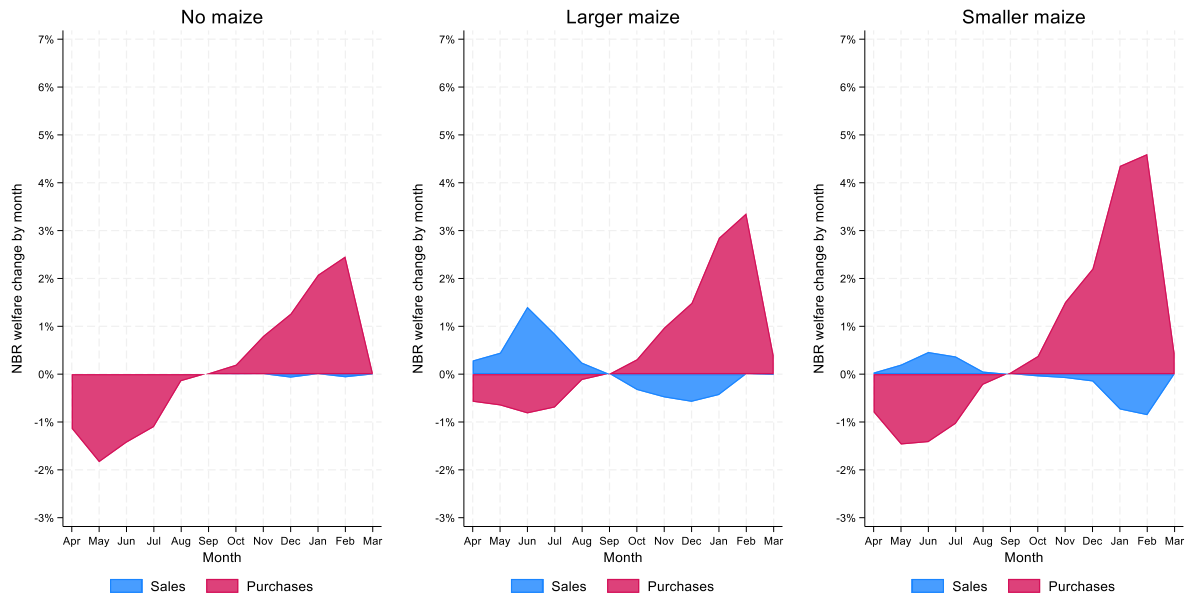 No maize
NBR welfare change by month
7%
6%
5%
4%
3%
2%
1%
0%
-1%
-2%
-3%
Apr May Jun Jul Aug Sep Oct Nov Dec Jan Feb Mar
Month
Sales Purchases
Larger maize
NBR welfare change by month
7%
6%
5%
4%
3%
2%
1%
0%
-1%
-2%
-3%
Apr May Jun Jul Aug Sep Oct Nov Dec Jan Feb Mar
Month
Sales Purchases
Smaller maize
NBR welfare change by month
7%
6%
5%
4%
3%
2%
1%
0%
-1%
-2%
-3%
Apr May Jun Jul Aug Sep Oct Nov Dec Jan Feb Mar
Month
Sales Purchases